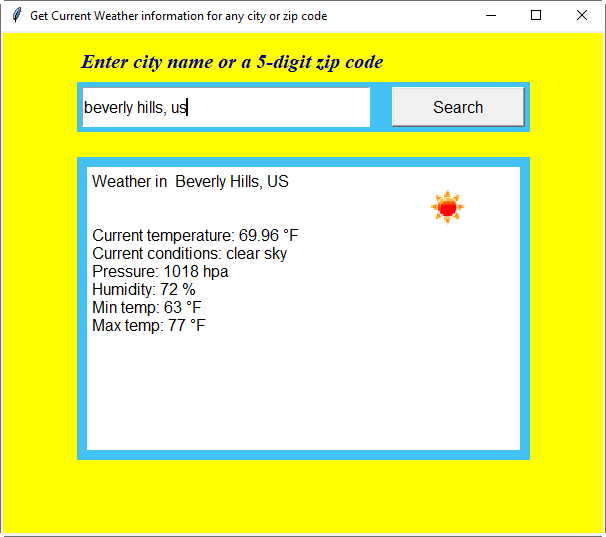 Get Current Weather information for any city or zip code
Enter city name or a 5-digit zip code
beverly hills, us
Search
Weather in  Beverly Hills, US
Current temperature: 69.96 °F
Current conditions: clear sky
Pressure: 1018 hpa
Humidity: 72 %
Min temp: 63 °F
Max temp: 77 °F